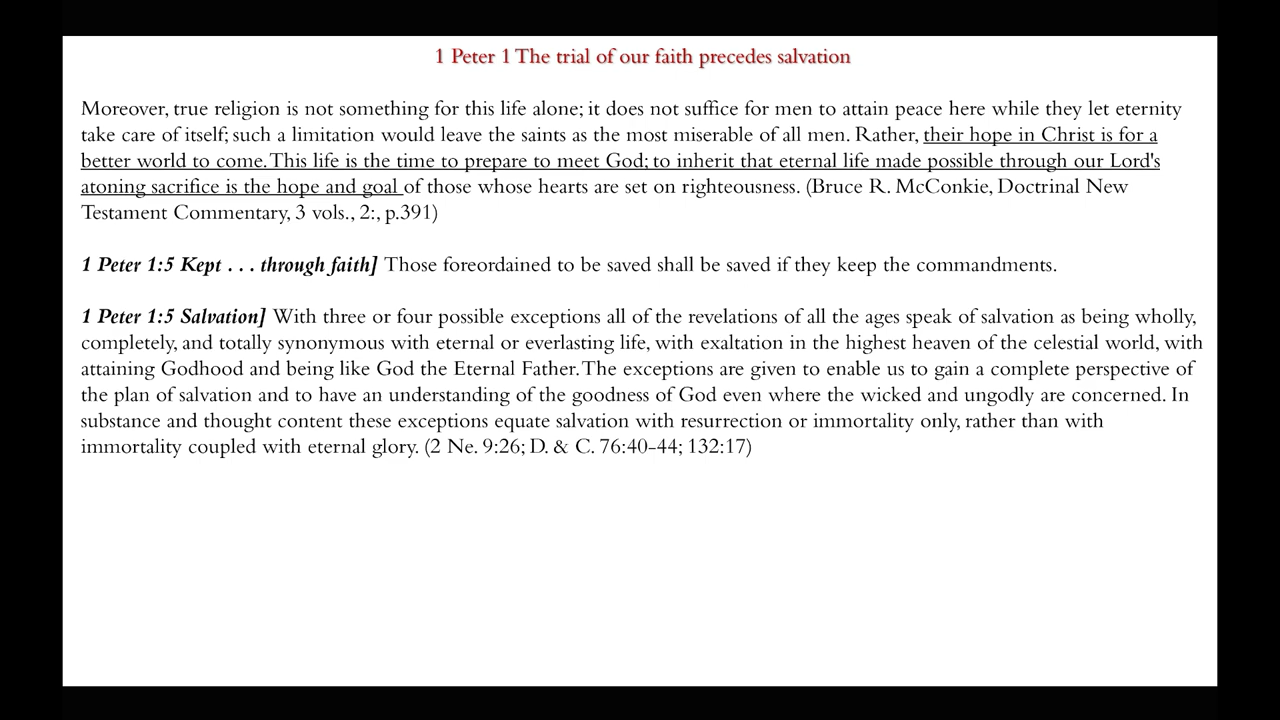 1 Peter 1 The trial of our faith precedes salvation
Moreover, true religion is not something for this life alone; it does not suffice for men to attain peace here while they let eternity
take care of itself; such a limitation would leave the saints as the most miserable of all men. Rather, their hope in Christ is for a
better world to come. This life is the time to prepare to meet God; to inherit that eternal life made possible through our Lord's
atoning sacrifice is the hope and goal of those whose hearts are set on righteousness. (Bruce R. McConkie, Doctrinal New
Testament Commentary, 3 vols., 2:, p.391)
1 Peter 1:5 Kept . . . through faith] Those foreordained to be saved shall be saved if they keep the commandments.
1 Peter 1:5 Salvation] With three or four possible exceptions all of the revelations of all the ages speak of salvation as being wholly,
completely, and totally synonymous with eternal or everlasting life, with exaltation in the highest heaven of the celestial world, with
attaining Godhood and being like God the Eternal Father. The exceptions are given to enable us to gain a complete perspective of
the plan of salvation and to have an understanding of the goodness of God even where the wicked and ungodly are concerned. In
substance and thought content these exceptions equate salvation with resurrection or immortality only, rather than with
immortality coupled with eternal glory. (2 Ne. 9:26; D. & C. 76:40-44; 132:17)